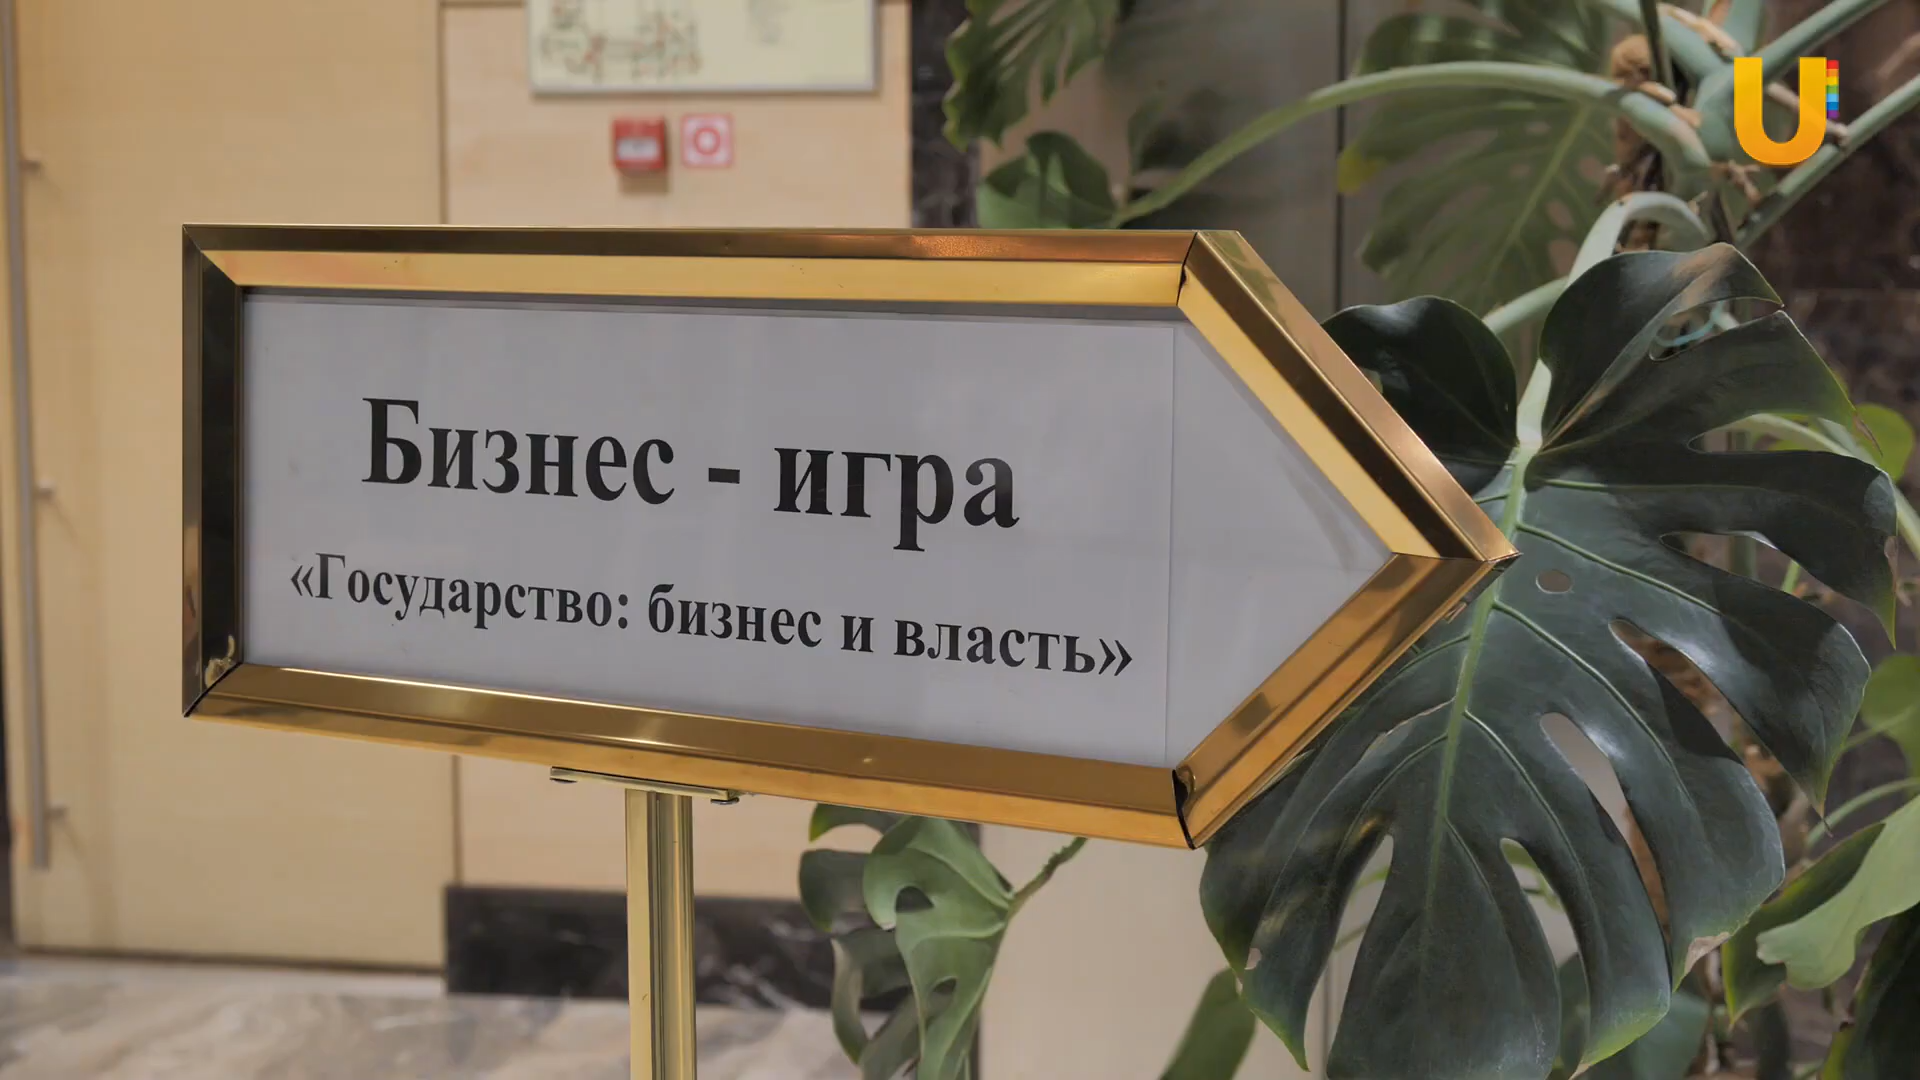 U
Бизнес - игра
«Государство: бизнес и власть»